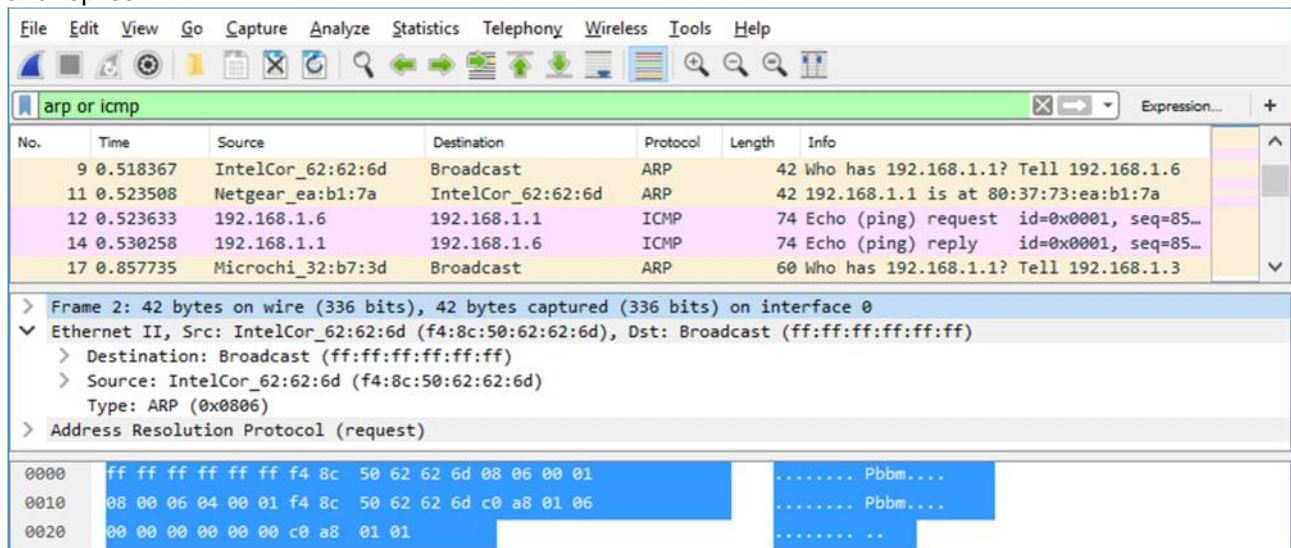 File Edit View Go Capture Analyze Statistics Telephony Wireless Tools Help
arp or icmp Expression... +
No. Time Source Destination Protocol Length Info
9 0.518367 IntelCor_62:62:6d Broadcast ARP 42 Who has 192.168.1.1? Tell 192.168.1.6
11 0.523508 Netgear_ea:b1:7a IntelCor_62:62:6d ARP 42 192.168.1.1 is at 80:37:73:ea:b1:7a
12 0.523633 192.168.1.6 192.168.1.1 ICMP 74 Echo (ping) request id=0x0001, seq=85…
14 0.530258 192.168.1.1 192.168.1.6 ICMP 74 Echo (ping) reply id=0x0001, seq=85…
17 0.857735 Microchi_32:b7:3d Broadcast ARP 60 Who has 192.168.1.1? Tell 192.168.1.3
> Frame 2: 42 bytes on wire (336 bits), 42 bytes captured (336 bits) on interface 0
Ethernet II, Src: IntelCor_62:62:6d (f4:8c:50:62:62:6d), Dst: Broadcast (ff:ff:ff:ff:ff:ff)
> Destination: Broadcast (ff:ff:ff:ff:ff:ff)
> Source: IntelCor_62:62:6d (f4:8c:50:62:62:6d)
Type: ARP (0x0806)
> Address Resolution Protocol (request)
0000 ff ff ff ff ff ff f4 8c 50 62 62 6d 08 06 00 01 ........ Pbbm....
0010 08 00 06 04 00 01 f4 8c 50 62 62 6d c0 a8 01 06 ........ Pbbm....
0020 00 00 00 00 00 00 c0 a8 01 01 ........ ..